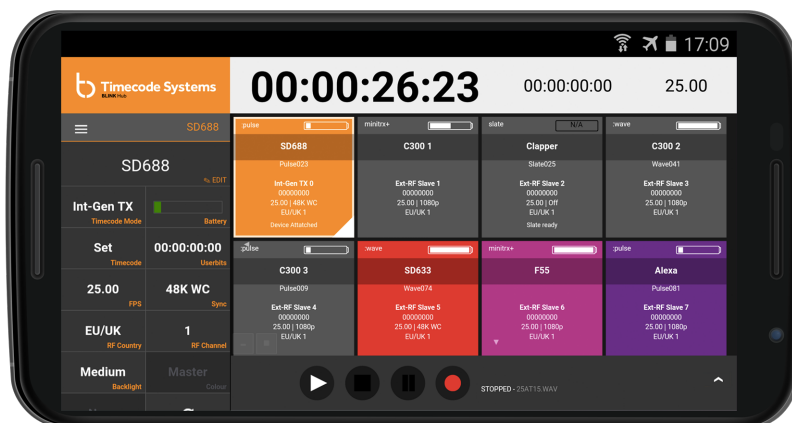 17:09
Timecode Systems
BLINK Hub
00:00:26:23
00:00:00:00
25.00
SD688
SD688
EDIT
Int-Gen TX
Timecode Mode
Battery
Set
Timecode
00:00:00:00
Userbits
25.00
FPS
48K WC
Sync
EU/UK
RF Country
1
RF Channel
Medium
Backlight
Master
Colour
:pulse
SD688
Pulse023
Int-Gen TX 0
00000000
25.00 | 48K WC
EU/UK 1
Device Attatched
minitrx+
C300 1
Ext-RF Slave 1
00000000
25.00 | 1080p
EU/UK 1
slate
N/A
Clapper
Slate025
Ext-RF Slave 2
00000000
25.00 | Off
EU/UK 1
Slate ready
:wave
C300 2
Wave041
Ext-RF Slave 3
00000000
25.00 | 1080p
EU/UK 1
:pulse
C300 3
Pulse009
Ext-RF Slave 4
00000000
25.00 | 1080p
EU/UK 1
:wave
SD633
Wave074
Ext-RF Slave 5
00000000
25.00 | 48K WC
EU/UK 1
minitrx+
F55
Ext-RF Slave 6
00000000
25.00 | 1080p
EU/UK 1
:pulse
Alexa
Pulse081
Ext-RF Slave 7
00000000
25.00 | 1080p
EU/UK 1
STOPPED - 25AT15.WAV